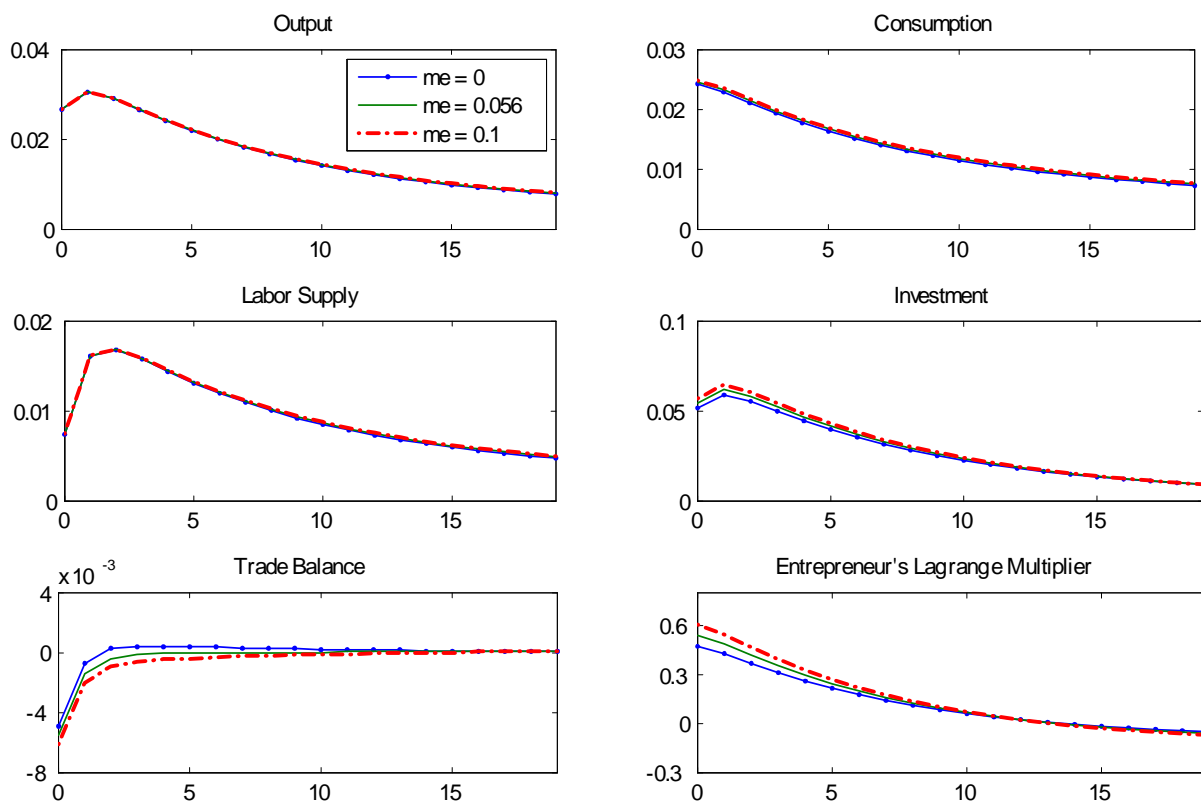 Output
0.04
0.02
0
0 5 10 15
me = 0
me = 0.056
me = 0.1
Consumption
0.03
0.02
0.01
0
0 5 10 15
Labor Supply
0.02
0.01
0
0 5 10 15
Investment
0.1
0.05
0
0 5 10 15
Trade Balance
x 10 -3
4
0
-4
-8
0 5 10 15
Entrepreneur's Lagrange Multiplier
0.6
0.3
0
-0.3
0 5 10 15